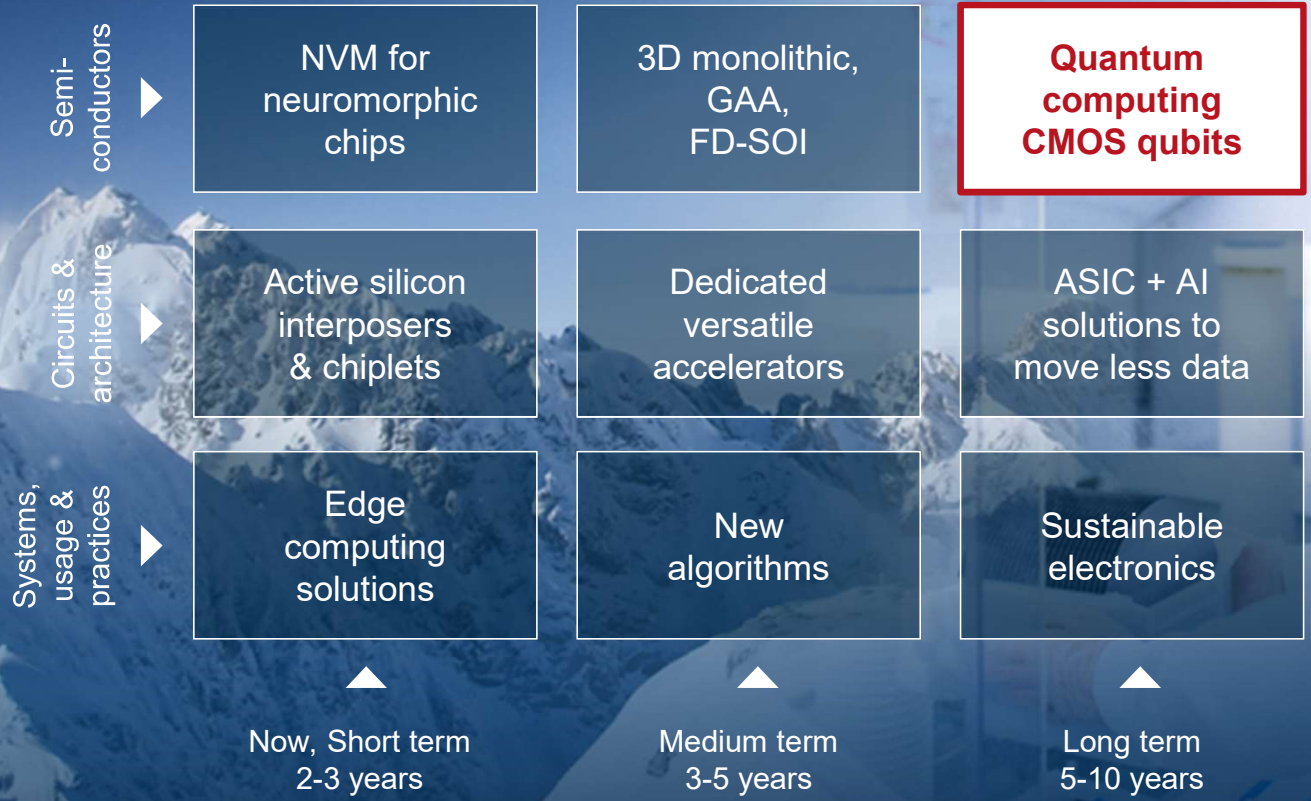 Semi-
conductors
NVM for
neuromorphic
chips
3D monolithic,
GAA,
FD-SOI
Quantum
computing
CMOS qubits
Circuits &
architecture
Active silicon
interposers
& chiplets
Dedicated
versatile
accelerators
ASIC + AI
solutions to
move less data
Systems,
usage &
practices
Edge
computing
solutions
New
algorithms
Sustainable
electronics
Now, Short term
2-3 years
Medium term
3-5 years
Long term
5-10 years